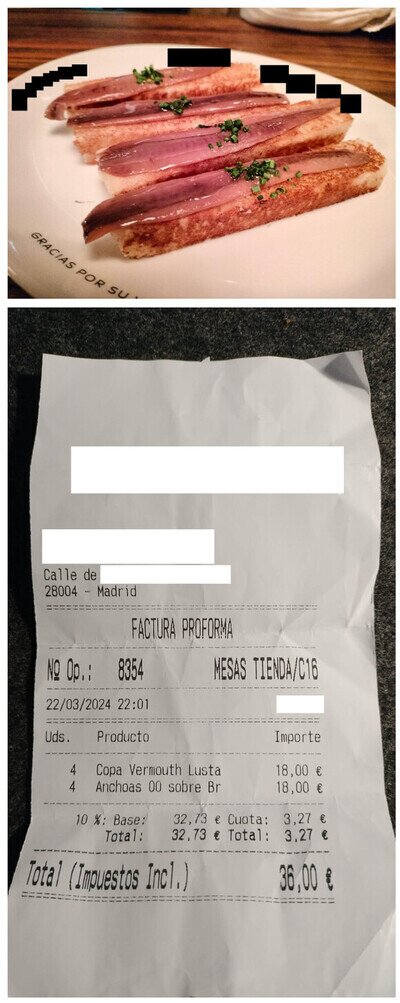 GRACIAS POR SU
Calle de
28004 - Madrid
FACTURA PROFORMA
Nº Op.: 8354 MESAS TIENDA/C16
22/03/2024 22:01
Uds. Producto Importe
4 Copa Vermouth Lusta 18,00 €
4 Anchoas 00 sobre Br 18,00 €
10 %: Base: 32,73 € Cuota: 3,27 €
Total: 32,73 € Total: 3,27 €
Total (Impuestos Incl.) 36,00 €